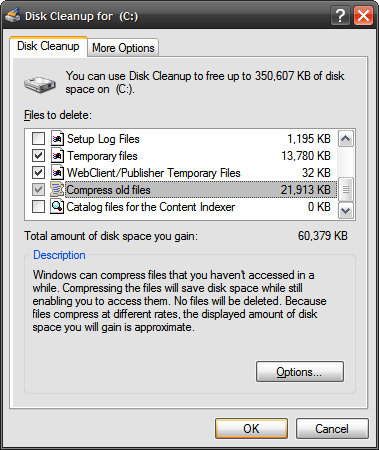 Disk Cleanup for (C:)
Disk Cleanup
More Options
You can use Disk Cleanup to free up to 350,607 KB of disk
space on (C:).
Files to delete:
Setup Log Files 1,195 KB
Temporary files 13,780 KB
WebClient/Publisher Temporary Files 32 KB
Compress old files 21,913 KB
Catalog files for the Content Indexer 0 KB
Total amount of disk space you gain: 60,379 KB
Description
Windows can compress files that you haven't accessed in a
while. Compressing the files will save disk space while still
enabling you to access them. No files will be deleted. Because
files compress at different rates, the displayed amount of disk
space you will gain is approximate.
Options...
OK
Cancel